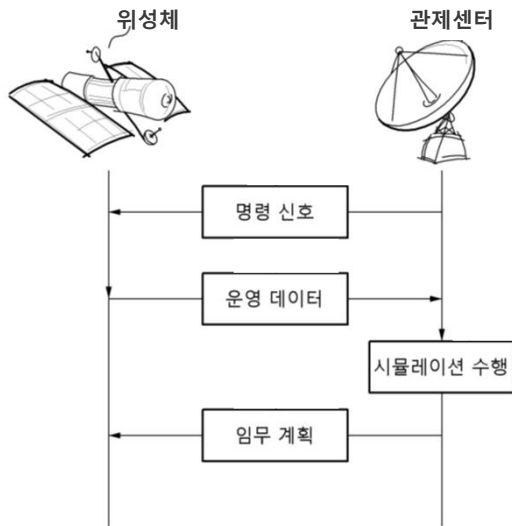 위성체
관제센터
명령 신호
운영 데이터
시뮬레이션 수행
임무 계획